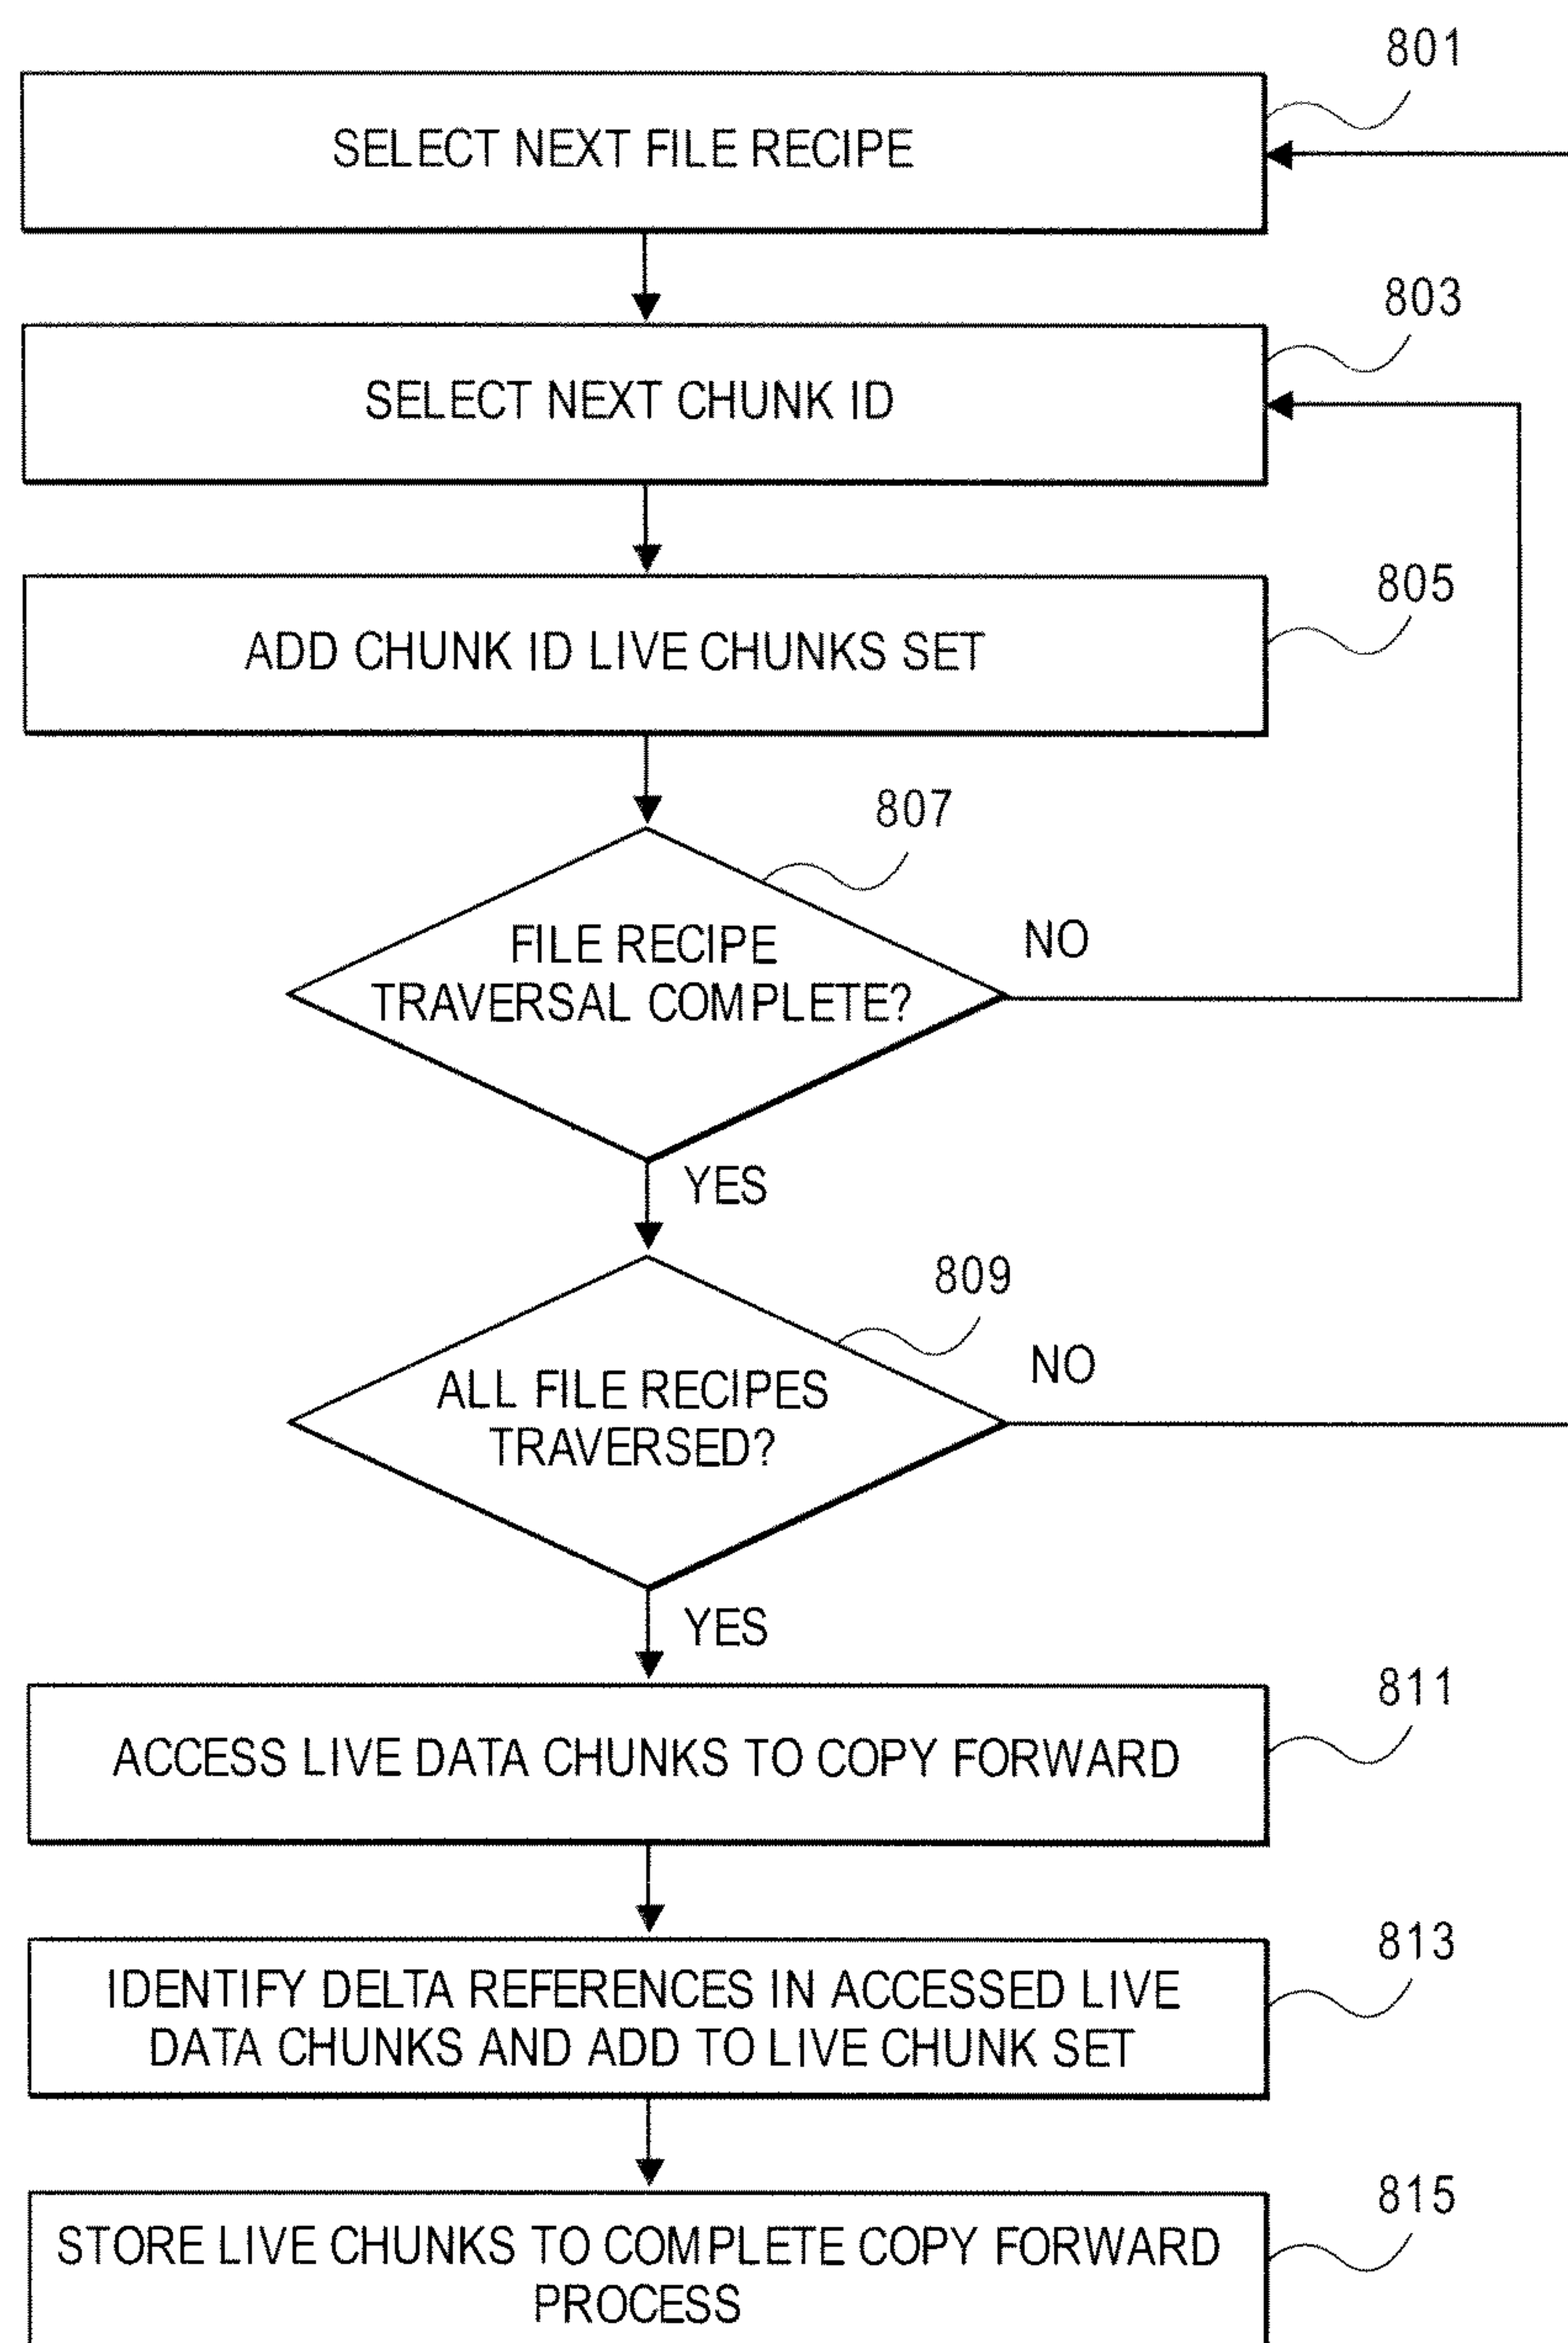 801
SELECT NEXT FILE RECIPE
803
SELECT NEXT CHUNK ID
805
ADD CHUNK ID LIVE CHUNKS SET
807
FILE RECIPE
TRAVERSAL COMPLETE?
NO
YES
809
ALL FILE RECIPES
TRAVERSED?
NO
YES
811
ACCESS LIVE DATA CHUNKS TO COPY FORWARD
813
IDENTIFY DELTA REFERENCES IN ACCESSED LIVE
DATA CHUNKS AND ADD TO LIVE CHUNK SET
815
STORE LIVE CHUNKS TO COMPLETE COPY FORWARD
PROCESS